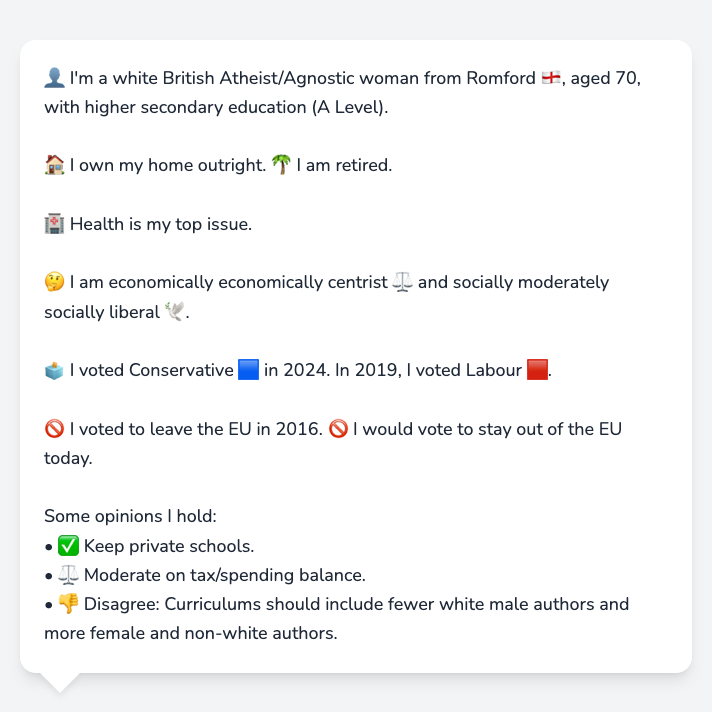 👤 I'm a white British Atheist/Agnostic woman from Romford 🏴󠁧󠁢󠁥󠁮󠁧󠁿, aged 70,
with higher secondary education (A Level).
🏠 I own my home outright. 🌴 I am retired.
🏥 Health is my top issue.
🤔 I am economically economically centrist ⚖️ and socially moderately
socially liberal 🕊️.
🗳️ I voted Conservative 🟦 in 2024. In 2019, I voted Labour 🟥.
🚫 I voted to leave the EU in 2016. 🚫 I would vote to stay out of the EU
today.
Some opinions I hold:
• ✅ Keep private schools.
• ⚖️ Moderate on tax/spending balance.
• 👎 Disagree: Curriculums should include fewer white male authors and
more female and non-white authors.